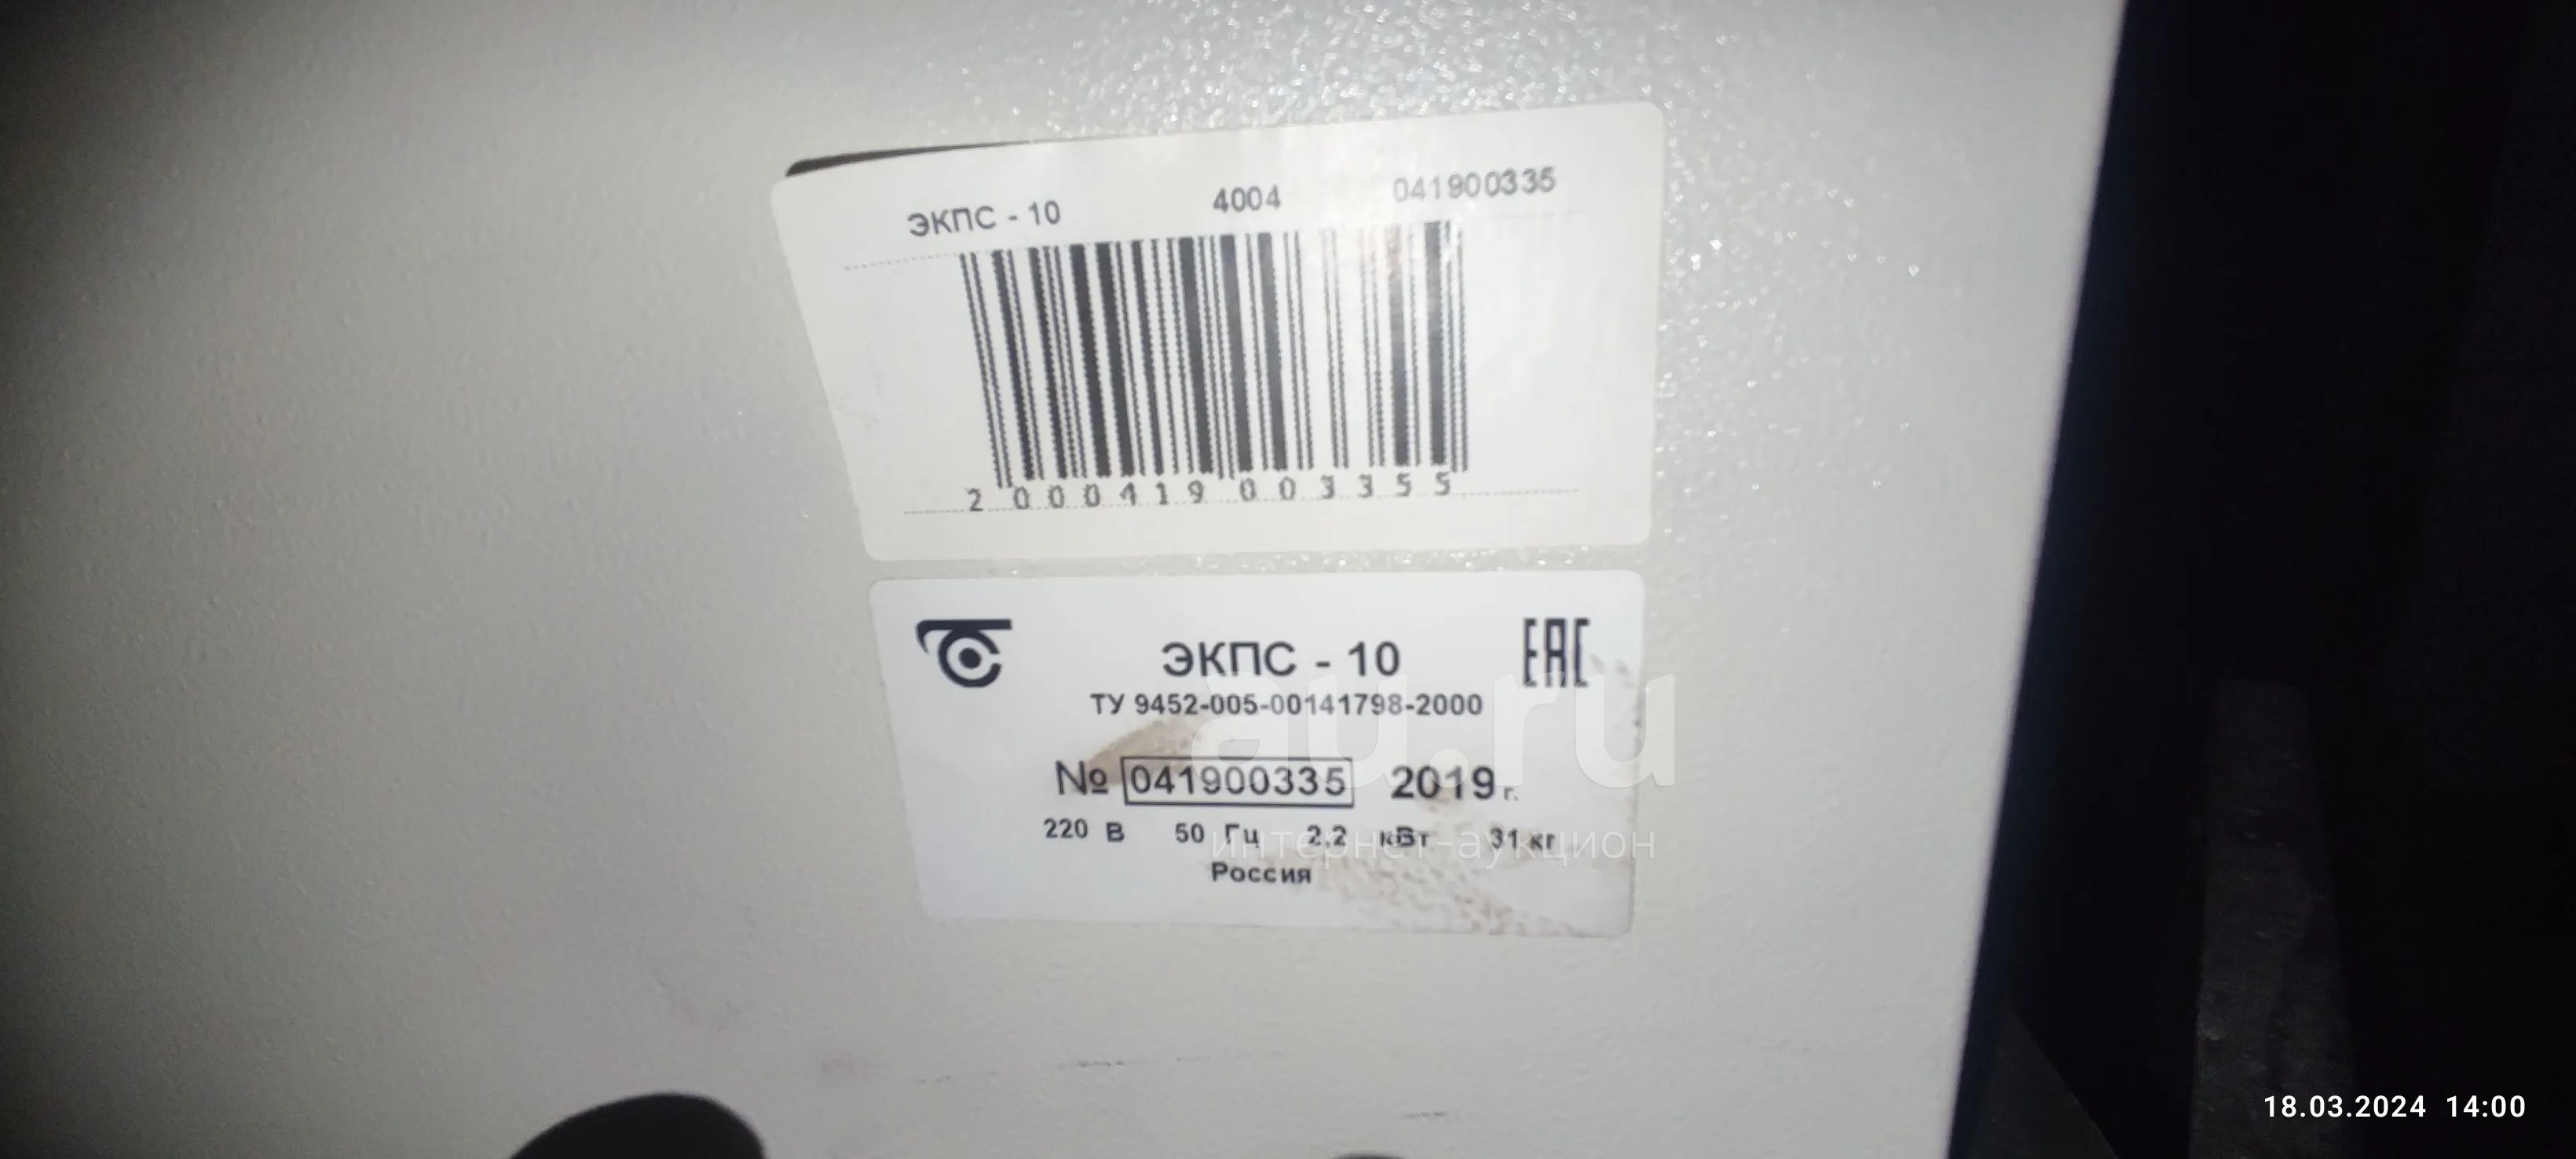 ЭКПС - 10 4004 041900335
2 000419 003355
ЭКПС - 10 EAC
ТУ 9452-005-00141798-2000
№ 041900335 2019 г.
220 В 50 Гц 2,2 кВт 31 кг
Россия
au.ru
интернет-аукцион
18.03.2024 14:00